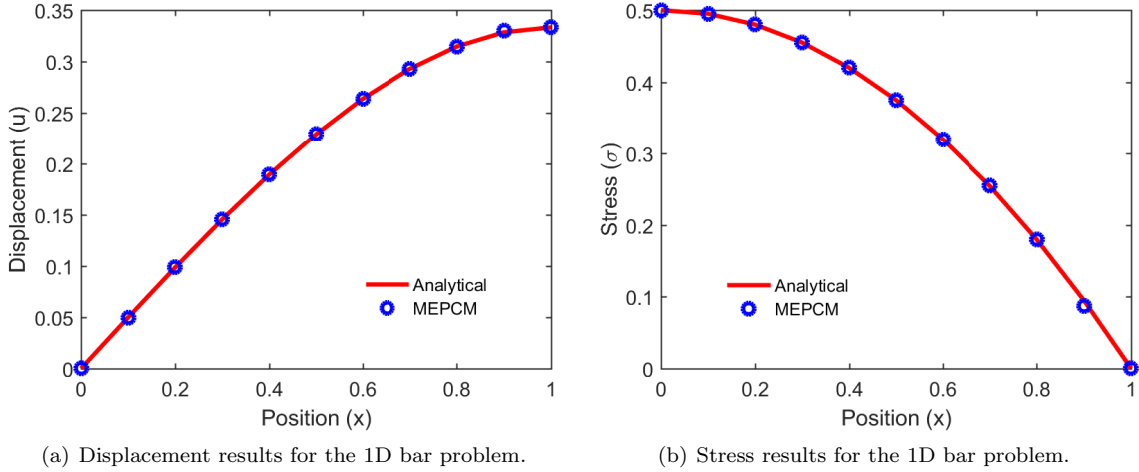 0.35
0.3
0.25
0.2
0.15
0.1
0.05
0
Displacement (u)
Analytical
MEPCM
0 0.2 0.4 0.6 0.8 1
Position (x)
(a) Displacement results for the 1D bar problem.
0.5
0.4
0.3
0.2
0.1
0
Stress (σ)
Analytical
MEPCM
0 0.2 0.4 0.6 0.8 1
Position (x)
(b) Stress results for the 1D bar problem.